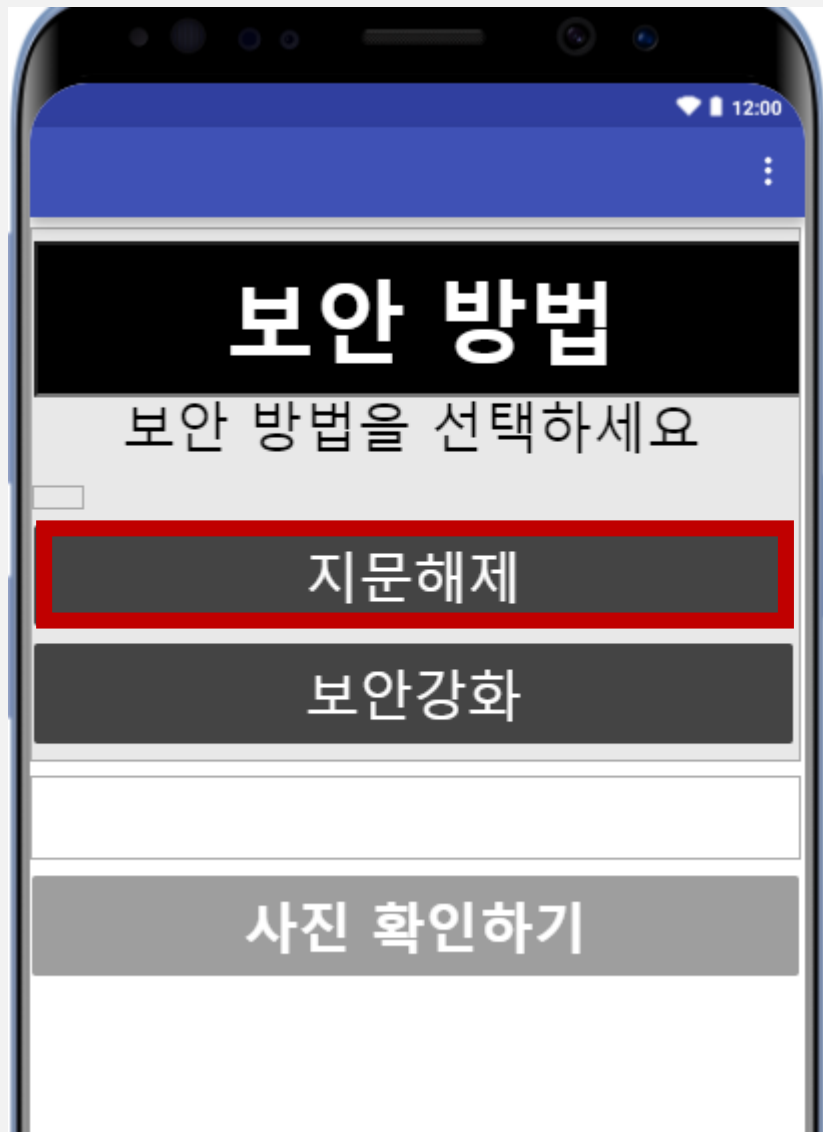 12:00
보안 방법
보안 방법을 선택하세요
지문해제
보안강화
사진 확인하기